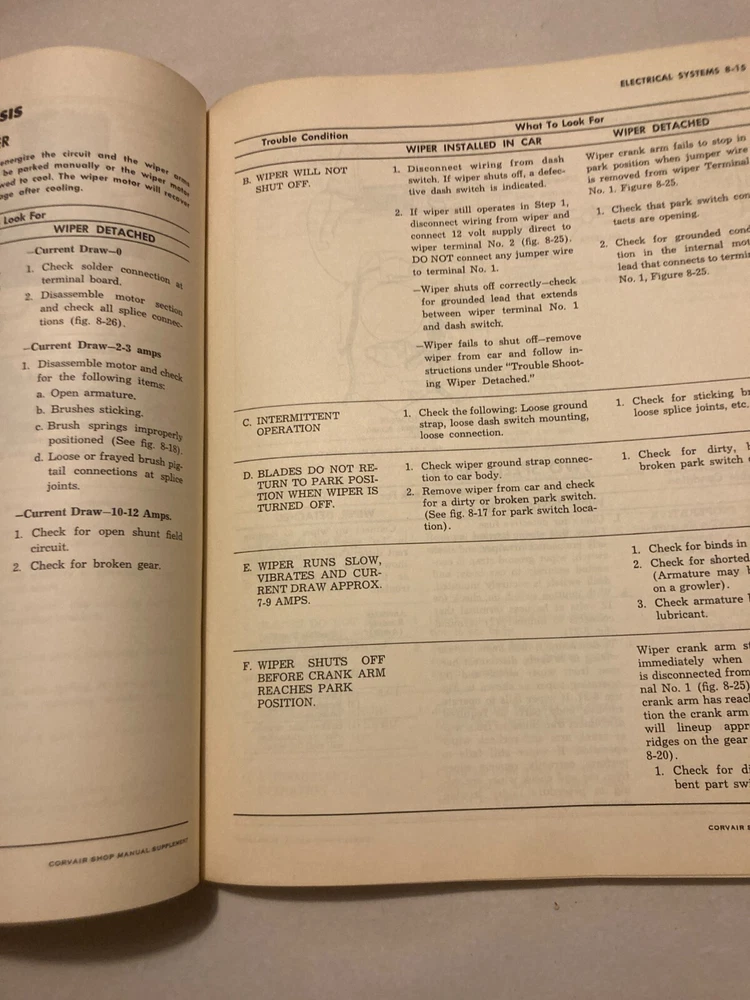 SIS
R
energize the circuit and the wiper arms
be parked manually or the wiper motor
wed to cool. The wiper motor will recover
age after cooling.
Look For
WIPER DETACHED
—Current Draw—0
1. Check solder connection at
terminal board.
2. Disassemble motor section
and check all splice connec-
tions (fig. 8-26).
—Current Draw—2-3 amps
1. Disassemble motor and check
for the following items:
a. Open armature.
b. Brushes sticking.
c. Brush springs improperly
positioned (See fig. 8-18).
d. Loose or frayed brush pig-
tail connections at splice
joints.
—Current Draw—10-12 Amps.
1. Check for open shunt field
circuit.
2. Check for broken gear.
CORVAIR SHOP MANUAL SUPPLEMENT
ELECTRICAL SYSTEMS 8-15
Trouble Condition
What To Look For
WIPER INSTALLED IN CAR
WIPER DETACHED
B. WIPER WILL NOT
SHUT OFF.
1. Disconnect wiring from dash
switch. If wiper shuts off, a defec-
tive dash switch is indicated.
2. If wiper still operates in Step 1,
disconnect wiring from wiper and
connect 12 volt supply direct to
wiper terminal No. 2 (fig. 8-25).
DO NOT connect any jumper wire
to terminal No. 1.
—Wiper shuts off correctly—check
for grounded lead that extends
between wiper terminal No. 1
and dash switch.
—Wiper fails to shut off—remove
wiper from car and follow in-
structions under "Trouble Shoot-
ing Wiper Detached."
Wiper crank arm fails to stop in
park position when jumper wire
is removed from wiper Terminal
No. 1, Figure 8-25.
1. Check that park switch con
tacts are opening.
2. Check for grounded cond
tion in the internal mot
lead that connects to termin
No. 1, Figure 8-25.
C. INTERMITTENT
OPERATION
1. Check the following: Loose ground
strap, loose dash switch mounting,
loose connection.
1. Check for sticking br
loose splice joints, etc.
D. BLADES DO NOT RE-
TURN TO PARK POSI-
TION WHEN WIPER IS
TURNED OFF.
1. Check wiper ground strap connec-
tion to car body.
2. Remove wiper from car and check
for a dirty or broken park switch.
(See fig. 8-17 for park switch loca-
tion).
1. Check for dirty, b
broken park switch
E. WIPER RUNS SLOW,
VIBRATES AND CUR-
RENT DRAW APPROX.
7-9 AMPS.
1. Check for binds in
2. Check for shorted
(Armature may b
on a growler).
3. Check armature
lubricant.
F. WIPER SHUTS OFF
BEFORE CRANK ARM
REACHES PARK
POSITION.
Wiper crank arm st
immediately when
is disconnected from
nal No. 1 (fig. 8-25)
crank arm has reac
tion the crank arm
will lineup appr
ridges on the gear
8-20).
1. Check for di
bent part swi
CORVAIR